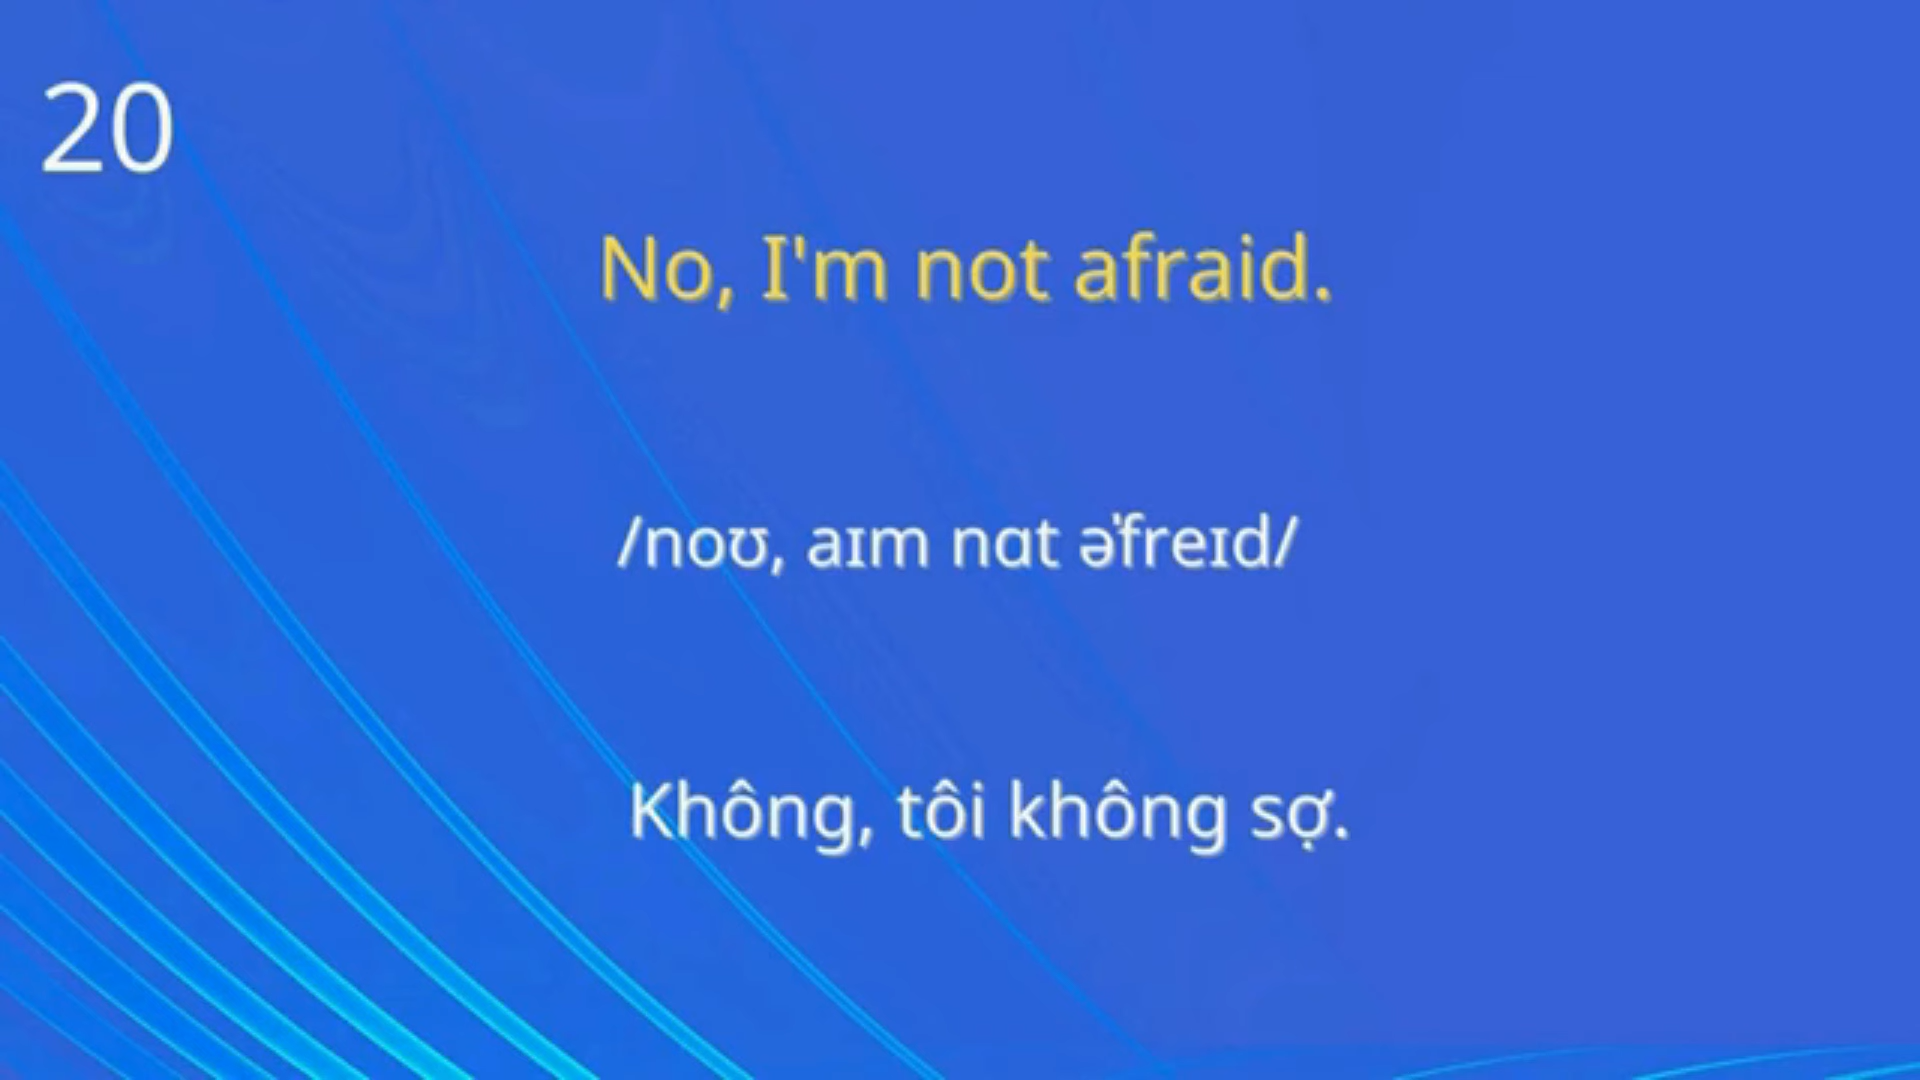 20
No, I'm not afraid.
/noʊ, aɪm nɑt əˈfreɪd/
Không, tôi không sợ.